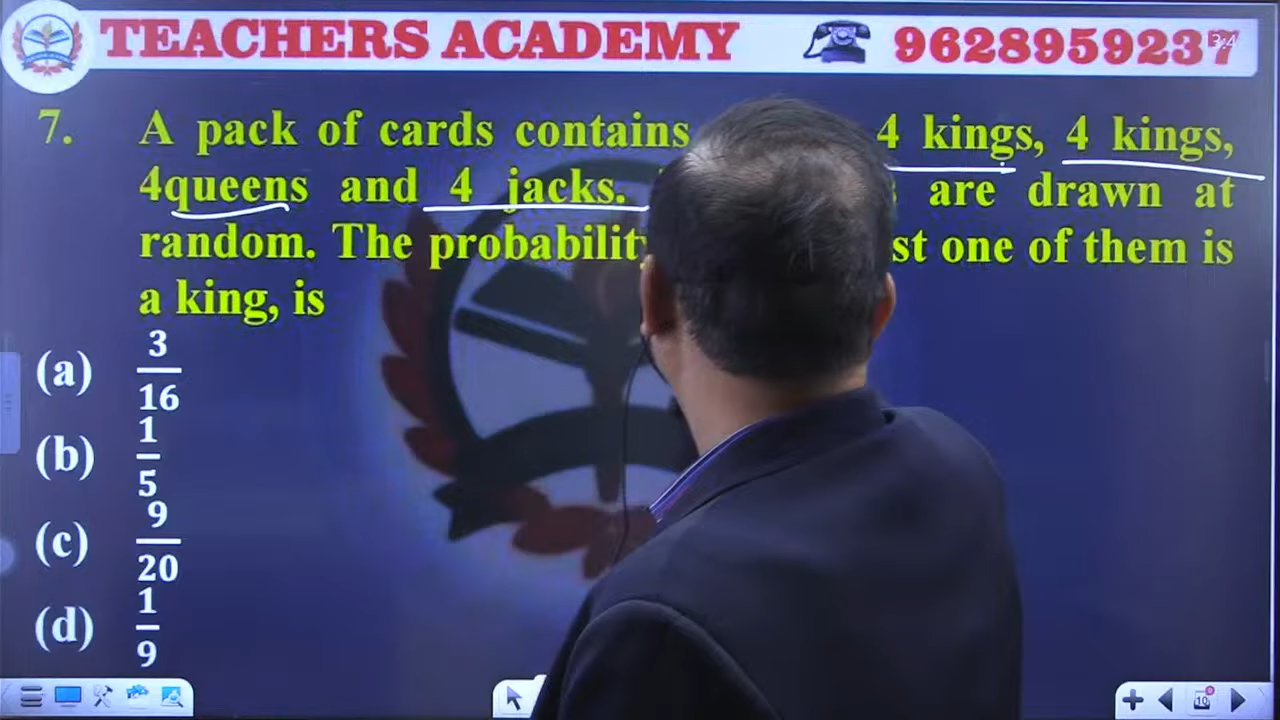 TEACHERS ACADEMY 9628959237
7. A pack of cards contains 4 kings, 4 kings,
4queens and 4 jacks. are drawn at
random. The probability st one of them is
a king, is
(a) 3/16
(b) 1/5
(c) 9/20
(d) 1/9